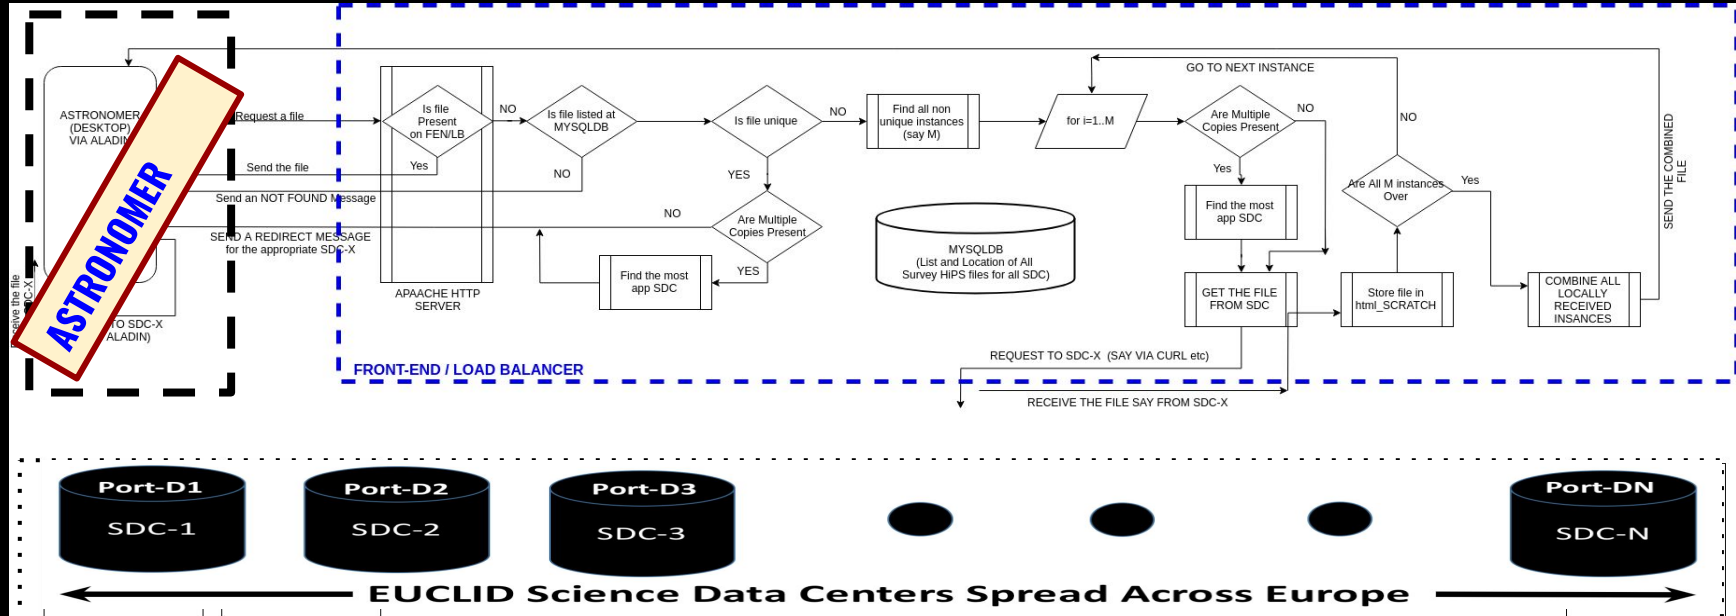 ASTRONOMER
(DESKTOP)
VIA ALADIN
ASTRONOMER
Receive the file
SDC-X
TO SDC-X
ALADIN)
Request a file
Send the file
Send an NOT FOUND Message
SEND A REDIRECT MESSAGE
for the appropriate SDC-X
Is file
Present
on FEN/LB
NO
Yes
APAACHE HTTP
SERVER
Is file listed at
MYSQLDB
NO
Is file unique
NO
YES
Are Multiple
Copies Present
NO
YES
Find the most
app SDC
Find all non
unique instances
(say M)
MYSQLDB
(List and Location of All
Survey HiPS files for all SDC)
GO TO NEXT INSTANCE
for i=1..M
Are Multiple
Copies Present
NO
Yes
Find the most
app SDC
GET THE FILE
FROM SDC
Store file in
html_SCRATCH
Are All M instances
Over
NO
Yes
COMBINE ALL
LOCALLY
RECEIVED
INSANCES
SEND THE COMBINED
FILE
REQUEST TO SDC-X (SAY VIA CURL etc)
RECEIVE THE FILE SAY FROM SDC-X
FRONT-END / LOAD BALANCER
Port-D1
SDC-1
Port-D2
SDC-2
Port-D3
SDC-3
Port-DN
SDC-N
EUCLID Science Data Centers Spread Across Europe